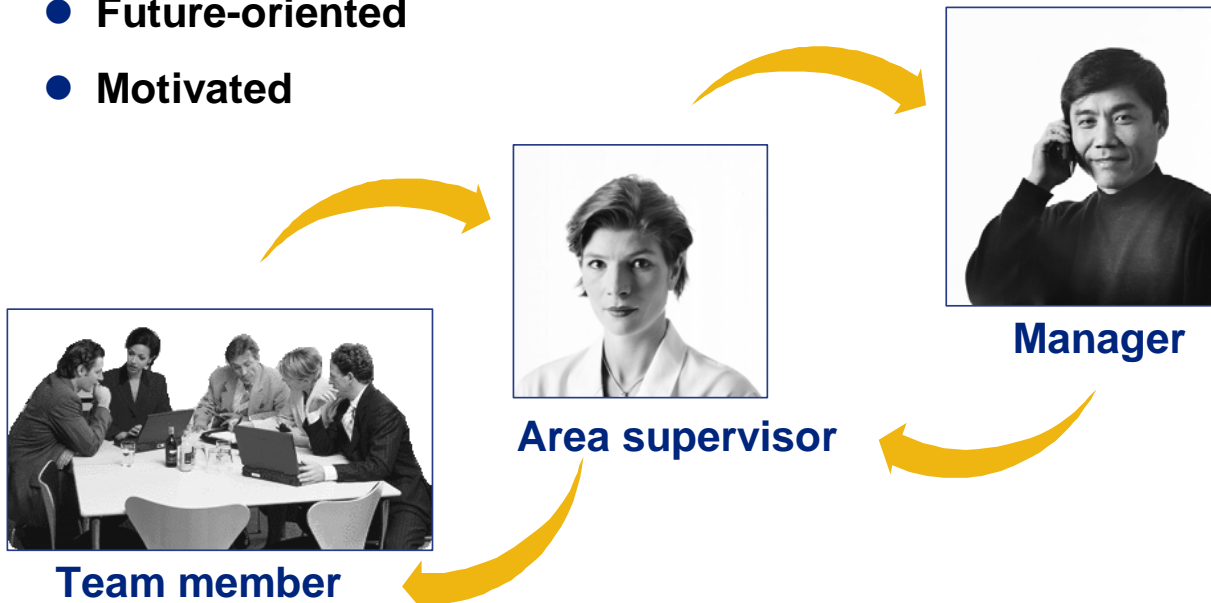 Future-oriented
Motivated
Manager
Area supervisor
Team member